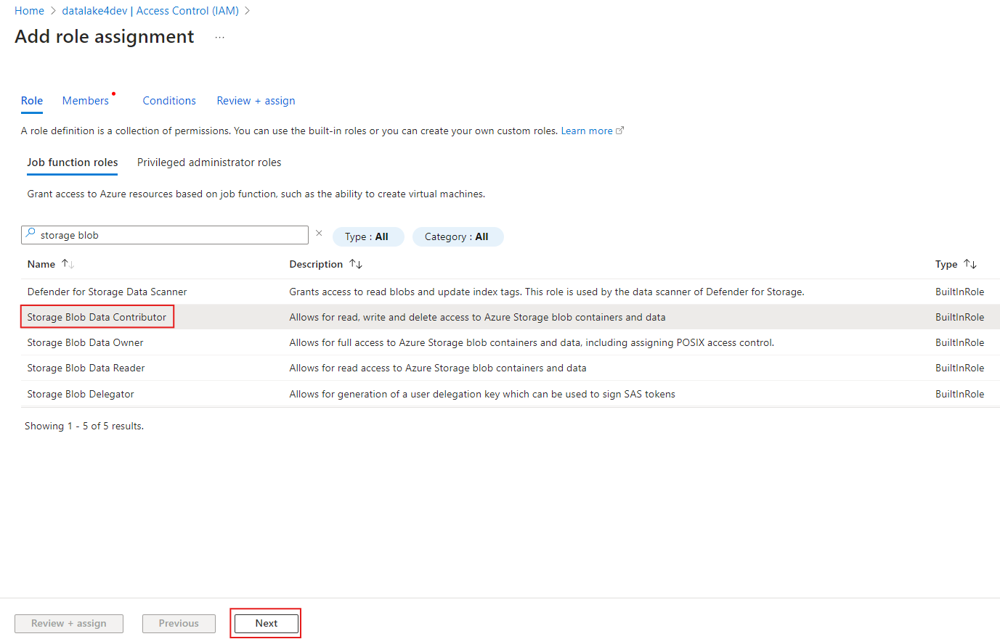 Home > datalake4dev | Access Control (IAM) >
Add role assignment ...
Role Members Conditions Review + assign
A role definition is a collection of permissions. You can use the built-in roles or you can create your own custom roles. Learn more
Job function roles Privileged administrator roles
Grant access to Azure resources based on job function, such as the ability to create virtual machines.
storage blob × Type : All Category : All
Name ↑↓ Description ↑↓ Type ↑↓
Defender for Storage Data Scanner Grants access to read blobs and update index tags. This role is used by the data scanner of Defender for Storage. BuiltInRole
Storage Blob Data Contributor Allows for read, write and delete access to Azure Storage blob containers and data BuiltInRole
Storage Blob Data Owner Allows for full access to Azure Storage blob containers and data, including assigning POSIX access control. BuiltInRole
Storage Blob Data Reader Allows for read access to Azure Storage blob containers and data BuiltInRole
Storage Blob Delegator Allows for generation of a user delegation key which can be used to sign SAS tokens BuiltInRole
Showing 1 - 5 of 5 results.
Review + assign Previous Next